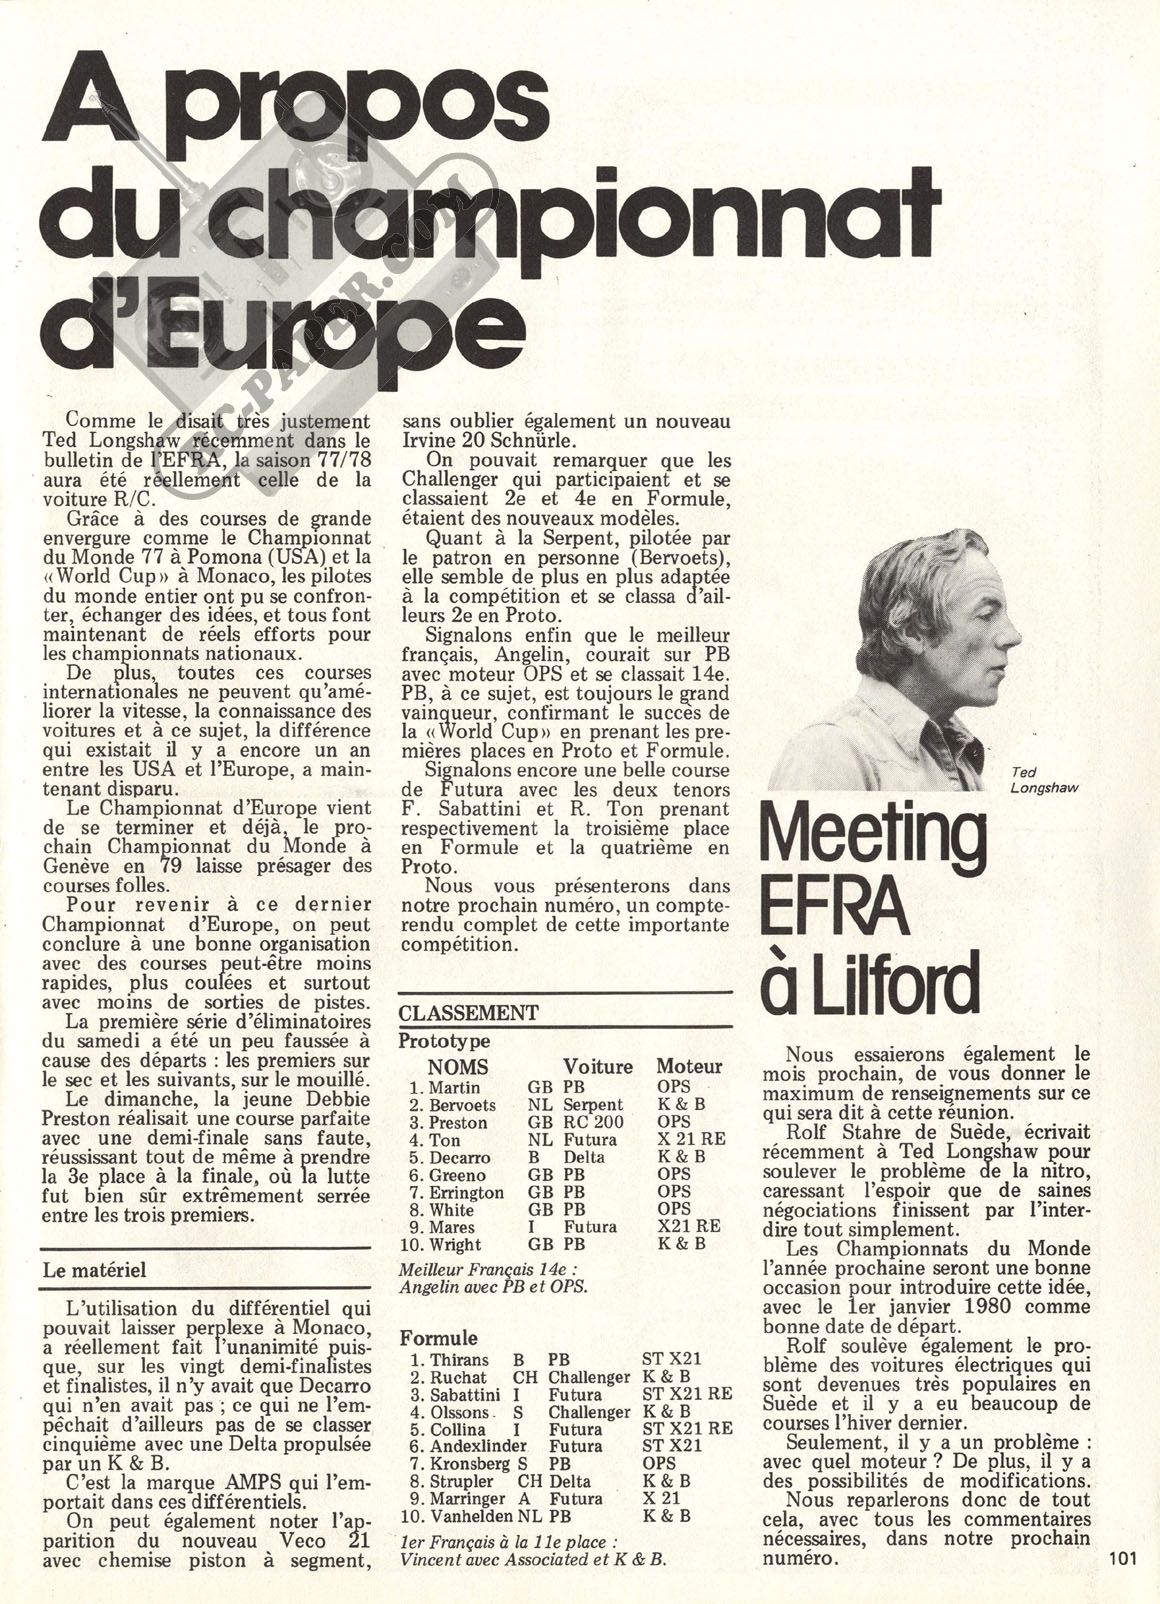 A propos
du championnat
d'Europe
RC-PAPER.COM
Comme le disait très justement
Ted Longshaw récemment dans le
bulletin de l'EFRA, la saison 77/78
aura été réellement celle de la
voiture R/C.
Grâce à des courses de grande
envergure comme le Championnat
du Monde 77 à Pomona (USA) et la
«World Cup» à Monaco, les pilotes
du monde entier ont pu se confron-
ter, échanger des idées, et tous font
maintenant de réels efforts pour
les championnats nationaux.
De plus, toutes ces courses
internationales ne peuvent qu'amé-
liorer la vitesse, la connaissance des
voitures et à ce sujet, la différence
qui existait il y a encore un an
entre les USA et l'Europe, a main-
tenant disparu.
Le Championnat d'Europe vient
de se terminer et déjà, le pro-
chain Championnat du Monde à
Genève en 79 laisse présager des
courses folles.
Pour revenir à ce dernier
Championnat d'Europe, on peut
conclure à une bonne organisation
avec des courses peut-être moins
rapides, plus coulées et surtout
avec moins de sorties de pistes.
La première série d'éliminatoires
du samedi a été un peu faussée à
cause des départs : les premiers sur
le sec et les suivants, sur le mouillé.
Le dimanche, la jeune Debbie
Preston réalisait une course parfaite
avec une demi-finale sans faute,
réussissant tout de même à prendre
la 3e place à la finale, où la lutte
fut bien sûr extrêmement serrée
entre les trois premiers.
Le matériel
L'utilisation du différentiel qui
pouvait laisser perplexe à Monaco,
a réellement fait l'unanimité puis-
que, sur les vingt demi-finalistes
et finalistes, il n'y avait que Decarro
qui n'en avait pas ; ce qui ne l'em-
pêchait d'ailleurs pas de se classer
cinquième avec une Delta propulsée
par un K & B.
C'est la marque AMPS qui l'em-
portait dans ces différentiels.
On peut également noter l'ap-
parition du nouveau Veco 21
avec chemise piston à segment,
sans oublier également un nouveau
Irvine 20 Schnürle.
On pouvait remarquer que les
Challenger qui participaient et se
classaient 2e et 4e en Formule,
étaient des nouveaux modèles.
Quant à la Serpent, pilotée par
le patron en personne (Bervoets),
elle semble de plus en plus adaptée
à la compétition et se classa d'ail-
leurs 2e en Proto.
Signalons enfin que le meilleur
français, Angelin, courait sur PB
avec moteur OPS et se classait 14e.
PB, à ce sujet, est toujours le grand
vainqueur, confirmant le succès de
la «World Cup» en prenant les pre-
mières places en Proto et Formule.
Signalons encore une belle course
de Futura avec les deux tenors
F. Sabattini et R. Ton prenant
respectivement la troisième place
en Formule et la quatrième en
Proto.
Nous vous présenterons dans
notre prochain numéro, un compte-
rendu complet de cette importante
compétition.
CLASSEMENT
Prototype
NOMS Voiture Moteur
1. Martin GB PB OPS
2. Bervoets NL Serpent K & B
3. Preston GB RC 200 OPS
4. Ton NL Futura X 21 RE
5. Decarro B Delta K & B
6. Greeno GB PB OPS
7. Errington GB PB OPS
8. White GB PB OPS
9. Mares I Futura X21 RE
10. Wright GB PB K & B
Meilleur Français 14e :
Angelin avec PB et OPS.
Formule
1. Thirans B PB ST X21
2. Ruchat CH Challenger K & B
3. Sabattini I Futura ST X21 RE
4. Olssons S Challenger K & B
5. Collina I Futura ST X21 RE
6. Andexlinder Futura ST X21
7. Kronsberg S PB OPS
8. Strupler CH Delta K & B
9. Marringer A Futura X 21
10. Vanhelden NL PB K & B
1er Français à la 11e place :
Vincent avec Associated et K & B.
Ted
Longshaw
Meeting
EFRA
à Lilford
Nous essaierons également le
mois prochain, de vous donner le
maximum de renseignements sur ce
qui sera dit à cette réunion.
Rolf Stahre de Suède, écrivait
récemment à Ted Longshaw pour
soulever le problème de la nitro,
caressant l'espoir que de saines
négociations finissent par l'inter-
dire tout simplement.
Les Championnats du Monde
l'année prochaine seront une bonne
occasion pour introduire cette idée,
avec le 1er janvier 1980 comme
bonne date de départ.
Rolf soulève également le pro-
blème des voitures électriques qui
sont devenues très populaires en
Suède et il y a eu beaucoup de
courses l'hiver dernier.
Seulement, il y a un problème :
avec quel moteur ? De plus, il y a
des possibilités de modifications.
Nous reparlerons donc de tout
cela, avec tous les commentaires
nécessaires, dans notre prochain
numéro.
101